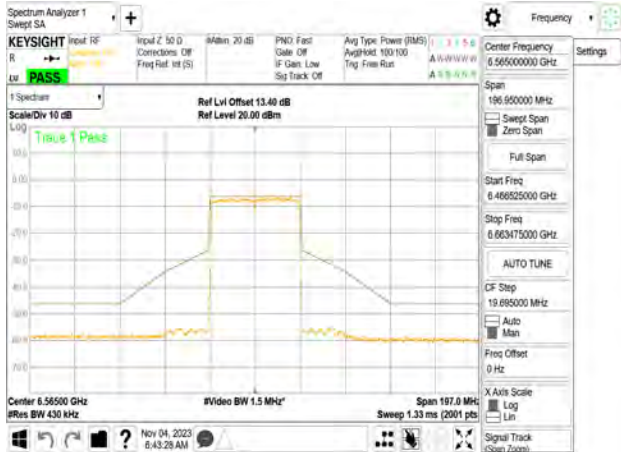 Spectrum Analyzer 1
Swept SA
Frequency
KEYSIGHT
Input: RF
R
LU
PASS
Input Z: 50 Ω
Corrections: Off
Freq Ref: Int (S)
#Atten: 20 dB
PNO: Fast
Gate: Off
IF Gain: Low
Sig Track: Off
Avg Type: Power (RMS)
Avg|Hold: 100/100
Trig: Free Run
1 Spectrum
Scale/Div 10 dB
Log
Ref Lvl Offset 13.40 dB
Ref Level 20.00 dBm
Trace 1 Pass
Center 6.56500 GHz
#Res BW 430 kHz
#Video BW 1.5 MHz*
Span 197.0 MHz
Sweep 1.33 ms (2001 pts)
Nov 04, 2023
6:43:28 AM
Settings
Center Frequency
6.565000000 GHz
Span
196.950000 MHz
Swept Span
Zero Span
Full Span
Start Freq
6.466525000 GHz
Stop Freq
6.663475000 GHz
AUTO TUNE
CF Step
19.695000 MHz
Auto
Man
Freq Offset
0 Hz
X Axis Scale
Log
Lin
Signal Track
(Span Zoom)